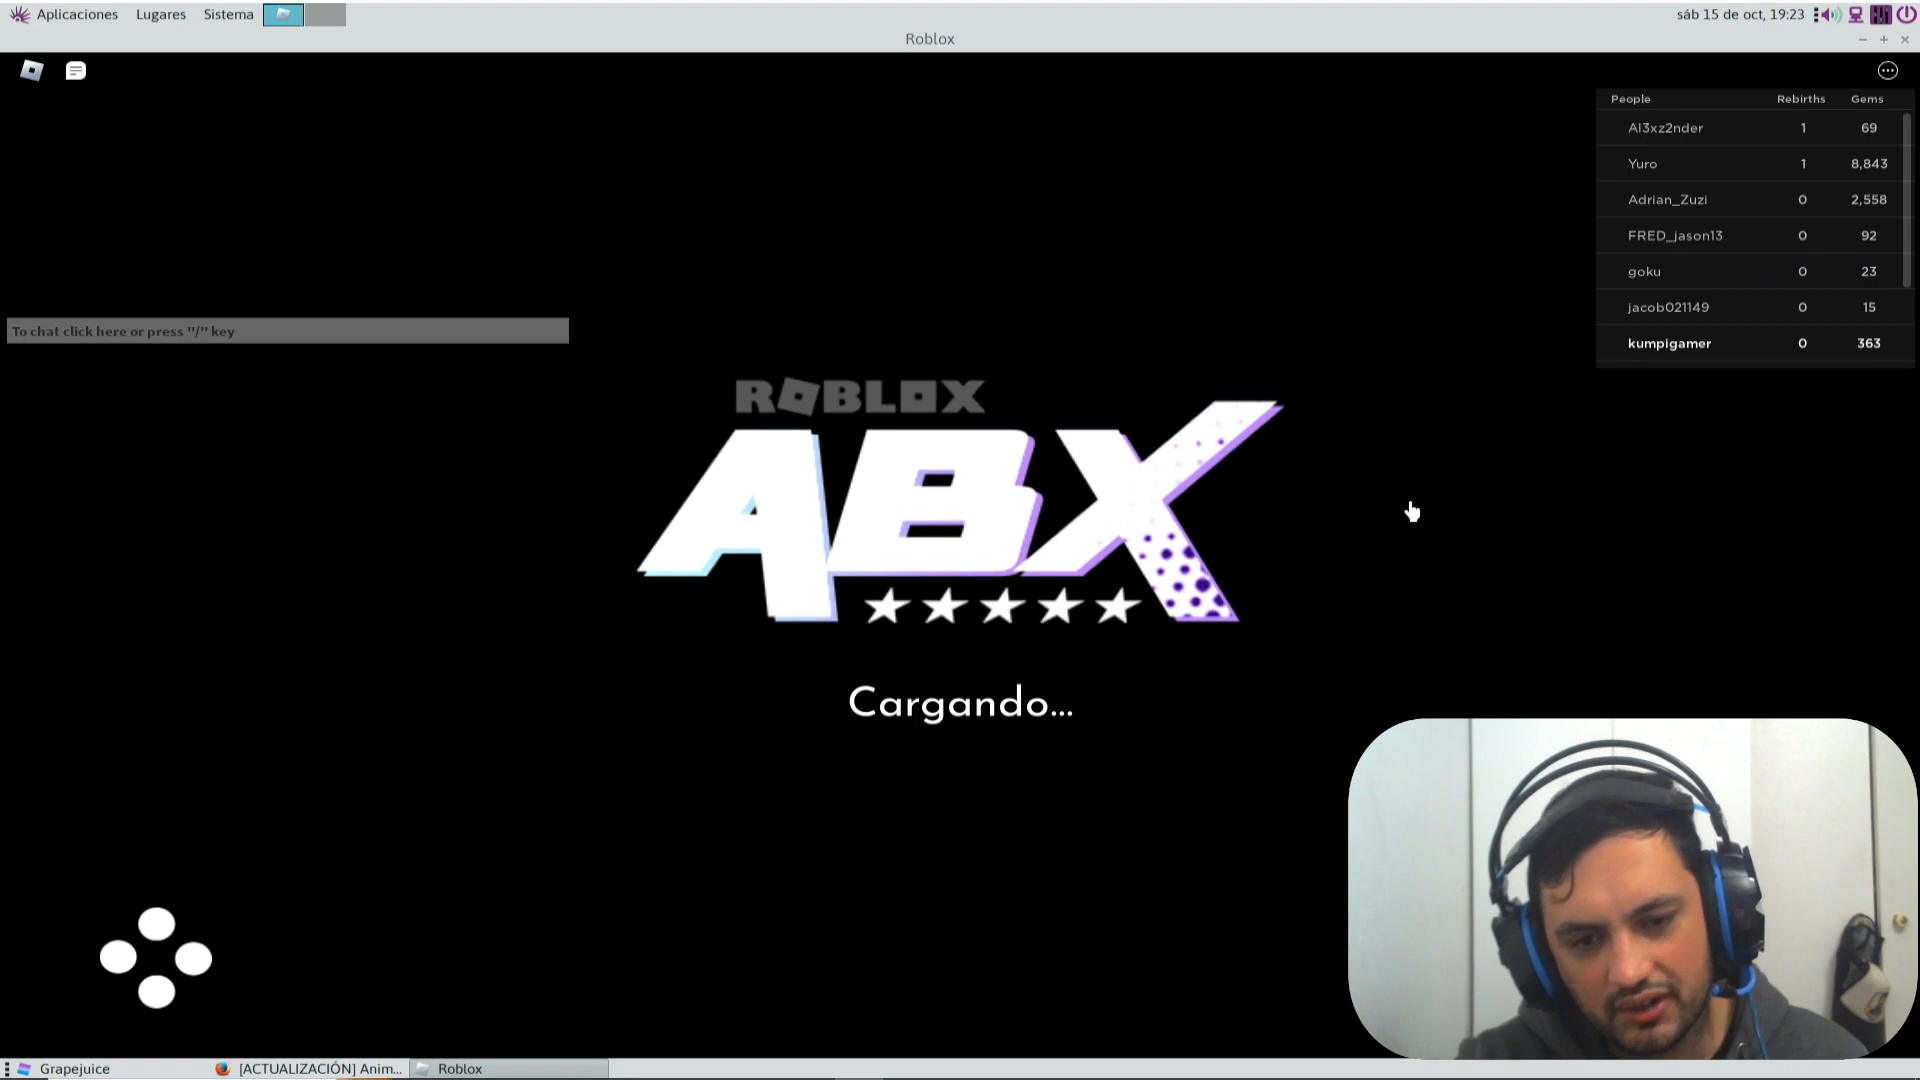 Aplicaciones Lugares Sistema sáb 15 de oct, 19:23
Roblox
People Rebirths Gems
Al3xz2nder 1 69
Yuro 1 8,843
Adrian_Zuzi 0 2,558
FRED_jason13 0 92
goku 0 23
jacob021149 0 15
kumpigamer 0 363
To chat click here or press "/" key
ROBLOX
ABX
Cargando...
Grapejuice [ACTUALIZACIÓN] Anim... Roblox